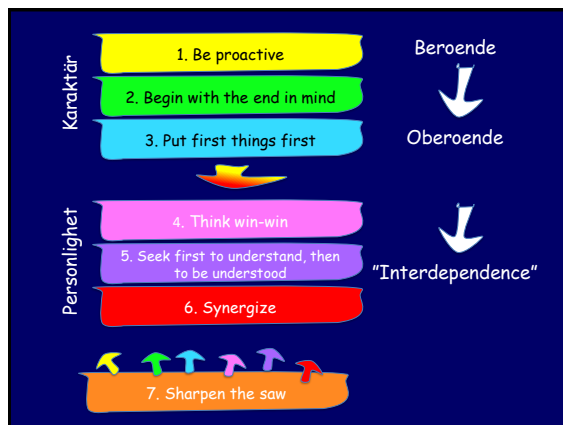 Karaktär
1. Be proactive
2. Begin with the end in mind
3. Put first things first
Beroende
Oberoende
Personlighet
4. Think win-win
5. Seek first to understand, then
to be understood
6. Synergize
"Interdependence"
7. Sharpen the saw